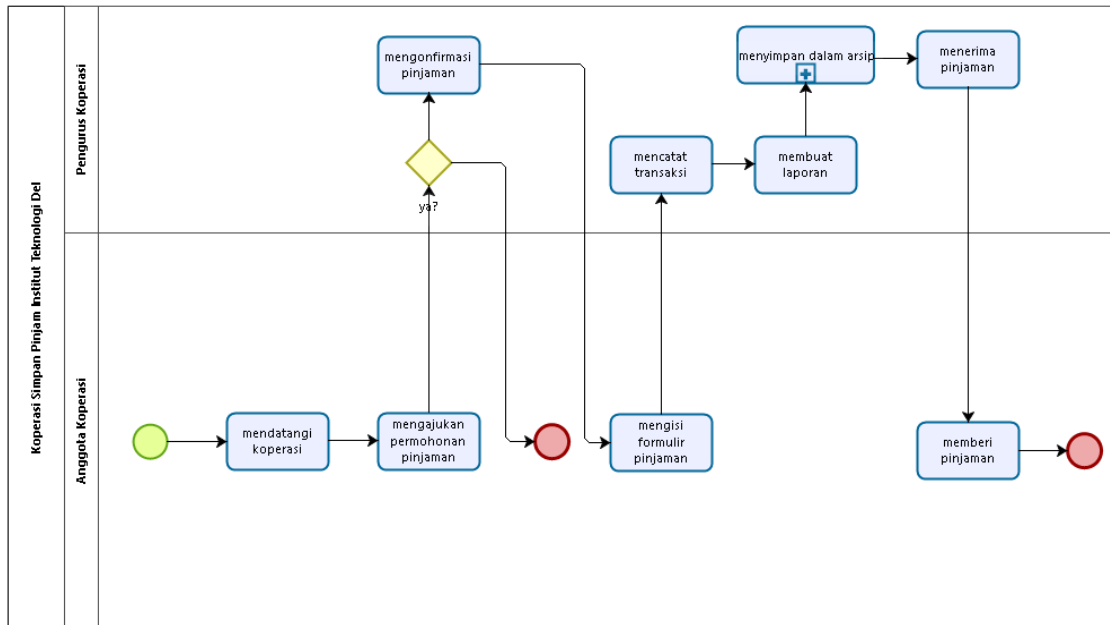 Koperasi Simpan Pinjam Institut Teknologi Del
Pengurus Koperasi
mengonfirmasi
pinjaman
ya?
mencatat
transaksi
membuat
laporan
menyimpan dalam arsip
menerima
pinjaman
Anggota Koperasi
mendatangi
koperasi
mengajukan
permohonan
pinjaman
mengisi
formulir
pinjaman
memberi
pinjaman